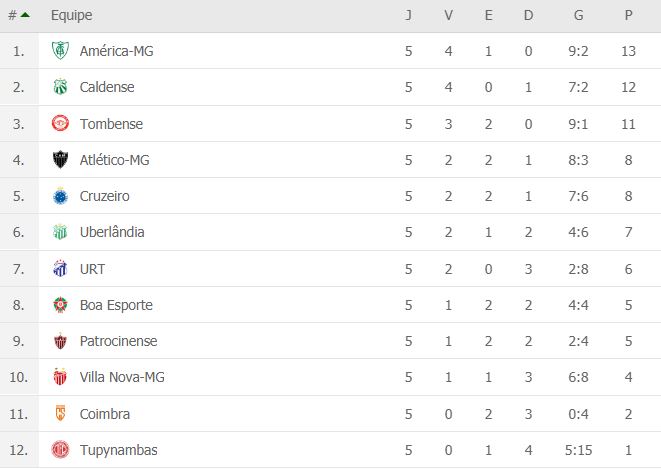 # Equipe J V E D G P
1. América-MG 5 4 1 0 9:2 13
2. Caldense 5 4 0 1 7:2 12
3. Tombense 5 3 2 0 9:1 11
4. Atlético-MG 5 2 2 1 8:3 8
5. Cruzeiro 5 2 2 1 7:6 8
6. Uberlândia 5 2 1 2 4:6 7
7. URT 5 2 0 3 2:8 6
8. Boa Esporte 5 1 2 2 4:4 5
9. Patrocinense 5 1 2 2 2:4 5
10. Villa Nova-MG 5 1 1 3 6:8 4
11. Coimbra 5 0 2 3 0:4 2
12. Tupynambas 5 0 1 4 5:15 1